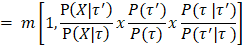 = m [1, P(X|τ′)/P(X|τ) x P(τ′)/P(τ) x P(τ |τ′)/P(τ′|τ )]